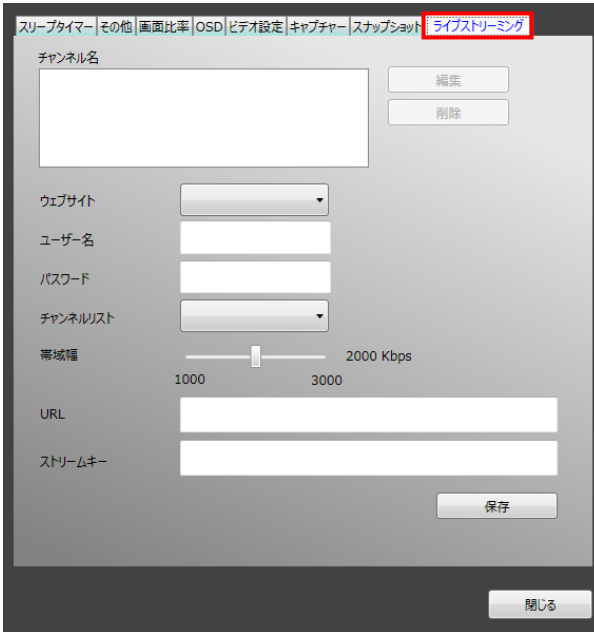 スリープタイマー その他 画面比率 OSD ビデオ設定 キャプチャー スナップショット ライブストリーミング
チャンネル名
編集
削除
ウェブサイト
ユーザー名
パスワード
チャンネルリスト
帯域幅 2000 Kbps
1000 3000
URL
ストリームキー
保存
閉じる